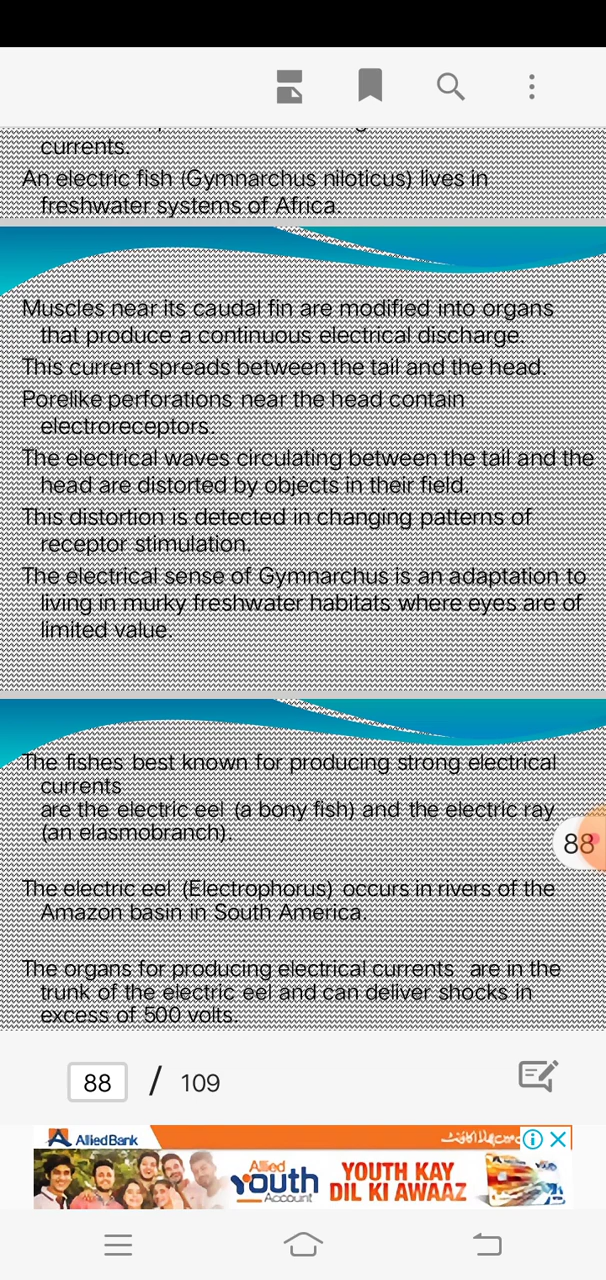 currents.
An electric fish (Gymnarchus niloticus) lives in
freshwater systems of Africa.
Muscles near its caudal fin are modified into organs
that produce a continuous electrical discharge.
This current spreads between the tail and the head.
Porelike perforations near the head contain
electroreceptors.
The electrical waves circulating between the tail and the
head are distorted by objects in their field.
This distortion is detected in changing patterns of
receptor stimulation.
The electrical sense of Gymnarchus is an adaptation to
living in murky freshwater habitats where eyes are of
limited value.
The fishes best known for producing strong electrical
currents
are the electric eel (a bony fish) and the electric ray
(an elasmobranch).
88
The electric eel (Electrophorus) occurs in rivers of the
Amazon basin in South America.
The organs for producing electrical currents are in the
trunk of the electric eel and can deliver shocks in
excess of 500 volts.
88 / 109
Allied Bank
Allied
Youth
Account
YOUTH KAY
DIL KI AWAAZ